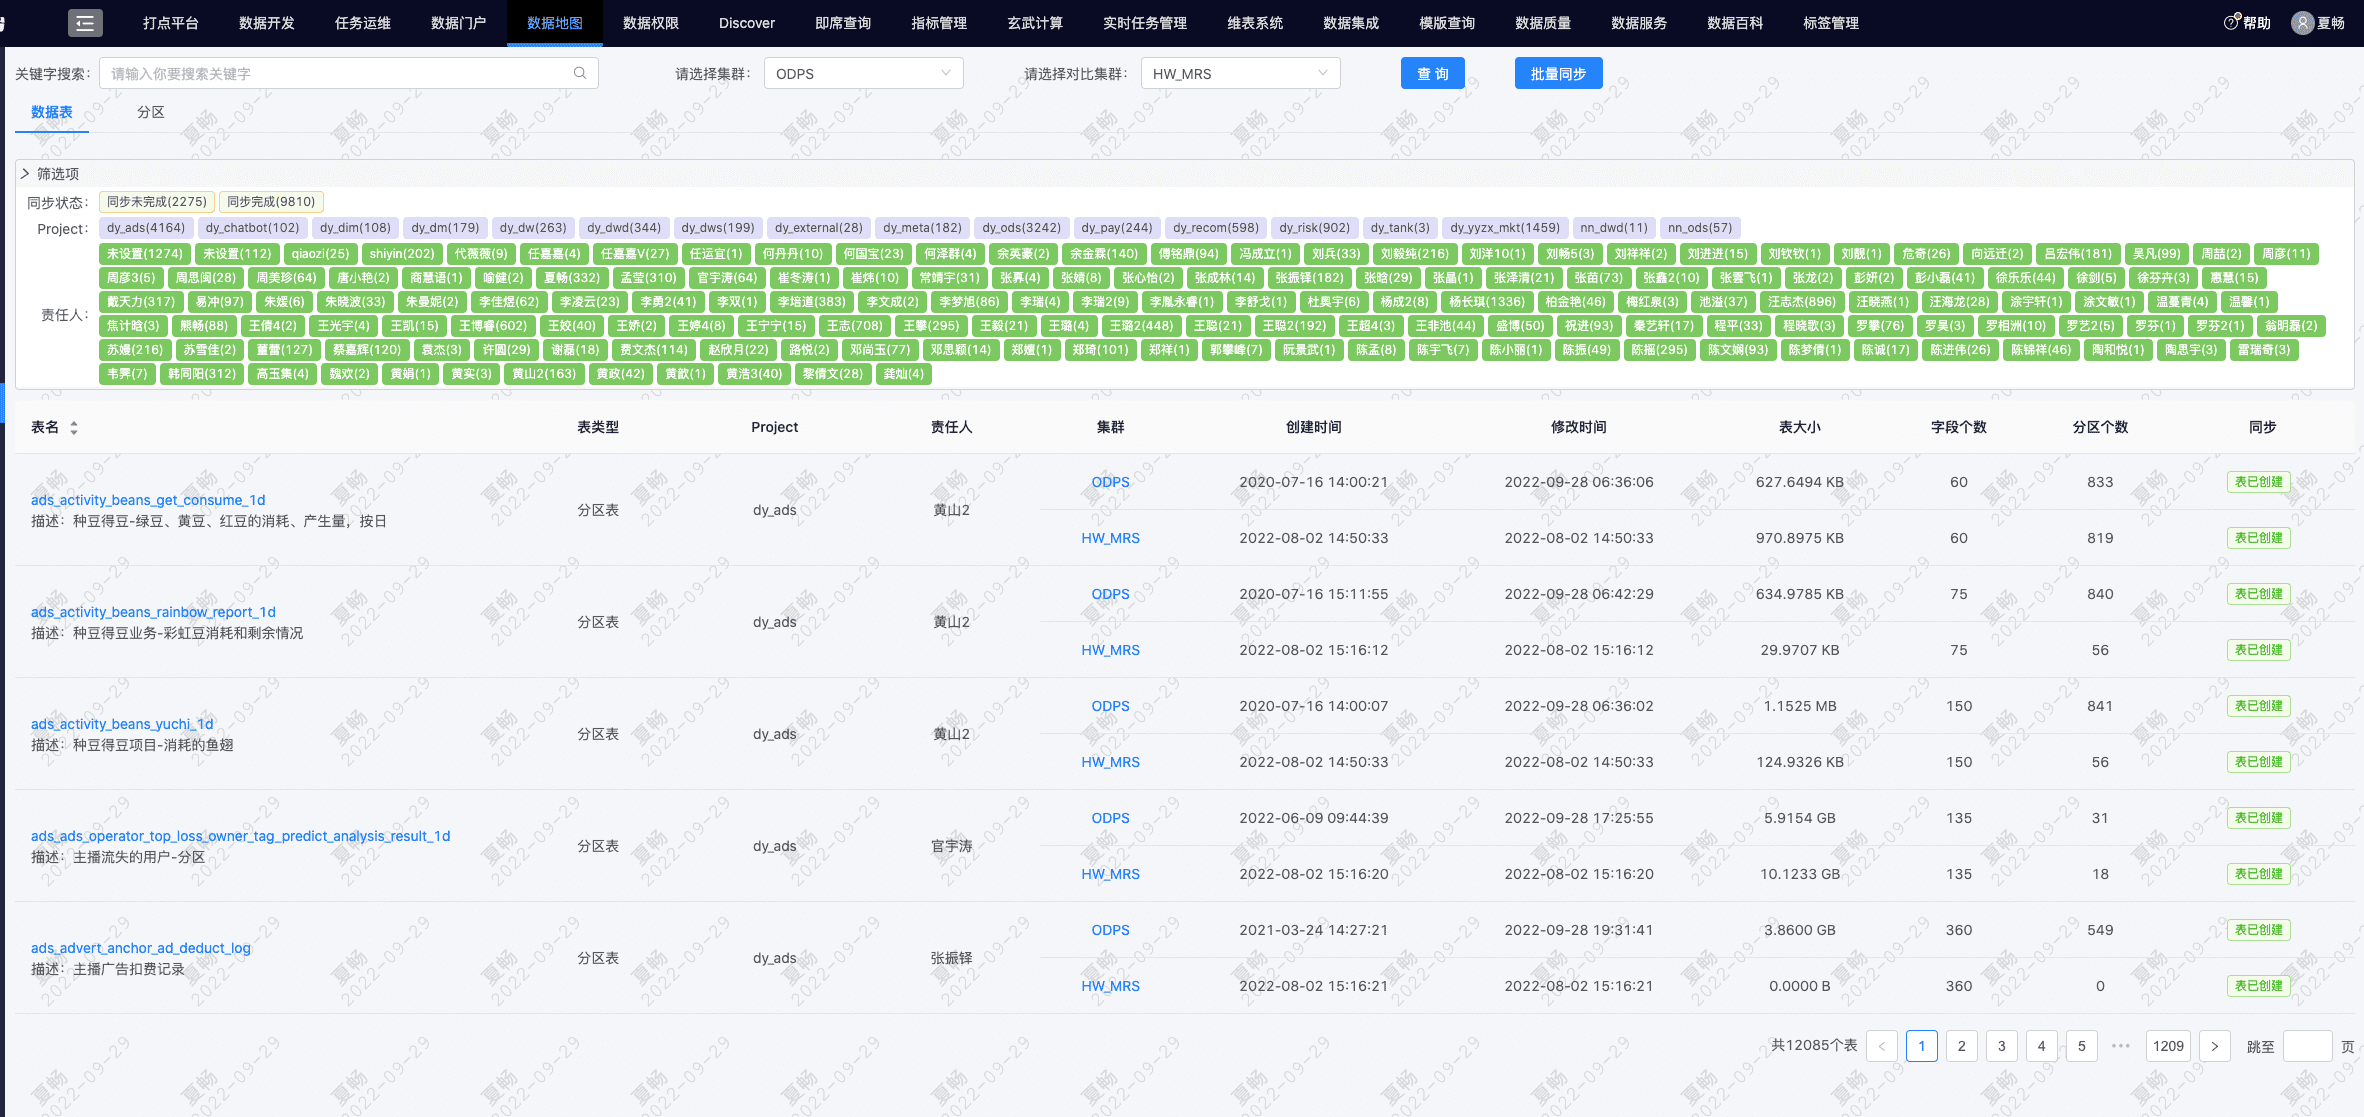 打点平台 数据开发 任务运维 数据门户 数据地图 数据权限 Discover 即席查询 指标管理 玄武计算 实时任务管理 维表系统 数据集成 模版查询 数据质量 数据服务 数据百科 标签管理 帮助 夏畅
关键字搜索： 请输入你要搜索关键字 请选择集群： ODPS 请选择对比集群： HW_MRS 查 询 批量同步
数据表 分区
筛选项
同步状态： 同步未完成(2275) 同步完成(9810)
Project： dy_ads(4164) dy_chatbot(102) dy_dim(108) dy_dm(179) dy_dw(263) dy_dwd(344) dy_dws(199) dy_external(28) dy_meta(182) dy_ods(3242) dy_pay(244) dy_recom(598) dy_risk(902) dy_tank(3) dy_yyzx_mkt(1459) nn_dwd(11) nn_ods(57)
未设置(1274) 未设置(112) qiaozi(25) shiyin(202) 代薇薇(9) 任嘉嘉(4) 任嘉嘉V(27) 任运宜(1) 何丹丹(10) 何国宝(23) 何泽群(4) 余英豪(2) 余金霖(140) 傅铭鼎(94) 冯成立(1) 刘兵(33) 刘毅纯(216) 刘洋10(1) 刘畅5(3) 刘祥祥(2) 刘进进(15) 刘钦钦(1) 刘靓(1) 危奇(26) 向远迁(2) 吕宏伟(181) 吴凡(99) 周喆(2) 周彦(11)
周彦3(5) 周思闽(28) 周美珍(64) 唐小艳(2) 商慧语(1) 喻健(2) 夏畅(332) 孟莹(310) 官宇涛(64) 崔冬涛(1) 崔炜(10) 常靖宇(31) 张昪(4) 张婧(8) 张心怡(2) 张成林(14) 张振铎(182) 张晗(29) 张晶(1) 张泽清(21) 张苗(73) 张鑫2(10) 张雲飞(1) 张龙(2) 彭妍(2) 彭小磊(41) 徐乐乐(44) 徐剑(5) 徐芬卉(3) 惠慧(15)
责任人： 戴天力(317) 易冲(97) 朱媛(6) 朱晓波(33) 朱曼妮(2) 李佳煜(62) 李凌云(23) 李勇2(41) 李双(1) 李培道(383) 李文成(2) 李梦旭(86) 李瑞(4) 李瑞2(9) 李胤永睿(1) 李舒戈(1) 杜奥宇(6) 杨成2(8) 杨长琪(1336) 柏金艳(46) 梅红泉(3) 池溢(37) 汪志杰(896) 汪晓燕(1) 汪海龙(28) 涂宇轩(1) 涂文敏(1) 温蔓青(4) 温馨(1)
焦计晗(3) 熊畅(88) 王倩4(2) 王光宇(4) 王凯(15) 王博睿(602) 王姣(40) 王娇(2) 王婷4(8) 王宁宁(15) 王志(708) 王攀(295) 王毅(21) 王璐(4) 王璐2(448) 王聪(21) 王聪2(192) 王超4(3) 王非池(44) 盛博(50) 祝进(93) 秦艺轩(17) 程平(33) 程晓歌(3) 罗攀(76) 罗昊(3) 罗相洲(10) 罗艺2(5) 罗芬(1) 罗芬2(1) 翁明磊(2)
苏嫚(216) 苏雪佳(2) 董蕾(127) 蔡嘉辉(120) 袁杰(3) 许圆(29) 谢磊(18) 贾文杰(114) 赵欣月(22) 路悦(2) 邓尚玉(77) 邓思颖(14) 郑嬗(1) 郑琦(101) 郑祥(1) 郭攀峰(7) 阮景武(1) 陈孟(8) 陈宇飞(7) 陈小丽(1) 陈振(49) 陈摇(295) 陈文娴(93) 陈梦倩(1) 陈诚(17) 陈进伟(26) 陈锦祥(46) 陶和悦(1) 陶思宇(3) 雷瑞奇(3)
韦霁(7) 韩同阳(312) 高玉集(4) 魏欢(2) 黄娟(1) 黄实(3) 黄山2(163) 黄政(42) 黄歆(1) 黄浩3(40) 黎倩文(28) 龚灿(4)
表名 表类型 Project 责任人 集群 创建时间 修改时间 表大小 字段个数 分区个数 同步
ads_activity_beans_get_consume_1d
描述：种豆得豆-绿豆、黄豆、红豆的消耗、产生量，按日
分区表 dy_ads 黄山2
ODPS 2020-07-16 14:00:21 2022-09-28 06:36:06 627.6494 KB 60 833 表已创建
HW_MRS 2022-08-02 14:50:33 2022-08-02 14:50:33 970.8975 KB 60 819 表已创建
ads_activity_beans_rainbow_report_1d
描述：种豆得豆业务-彩虹豆消耗和剩余情况
分区表 dy_ads 黄山2
ODPS 2020-07-16 15:11:55 2022-09-28 06:42:29 634.9785 KB 75 840 表已创建
HW_MRS 2022-08-02 15:16:12 2022-08-02 15:16:12 29.9707 KB 75 56 表已创建
ads_activity_beans_yuchi_1d
描述：种豆得豆项目-消耗的鱼翅
分区表 dy_ads 黄山2
ODPS 2020-07-16 14:00:07 2022-09-28 06:36:02 1.1525 MB 150 841 表已创建
HW_MRS 2022-08-02 14:50:33 2022-08-02 14:50:33 124.9326 KB 150 56 表已创建
ads_ads_operator_top_loss_owner_tag_predict_analysis_result_1d
描述：主播流失的用户-分区
分区表 dy_ads 官宇涛
ODPS 2022-06-09 09:44:39 2022-09-28 17:25:55 5.9154 GB 135 31 表已创建
HW_MRS 2022-08-02 15:16:20 2022-08-02 15:16:20 10.1233 GB 135 18 表已创建
ads_advert_anchor_ad_deduct_log
描述：主播广告扣费记录
分区表 dy_ads 张振铎
ODPS 2021-03-24 14:27:21 2022-09-28 19:31:41 3.8600 GB 360 549 表已创建
HW_MRS 2022-08-02 15:16:21 2022-08-02 15:16:21 0.0000 B 360 0 表已创建
共12085个表 < 1 2 3 4 5 ••• 1209 > 跳至 页
夏畅
2022-09-29